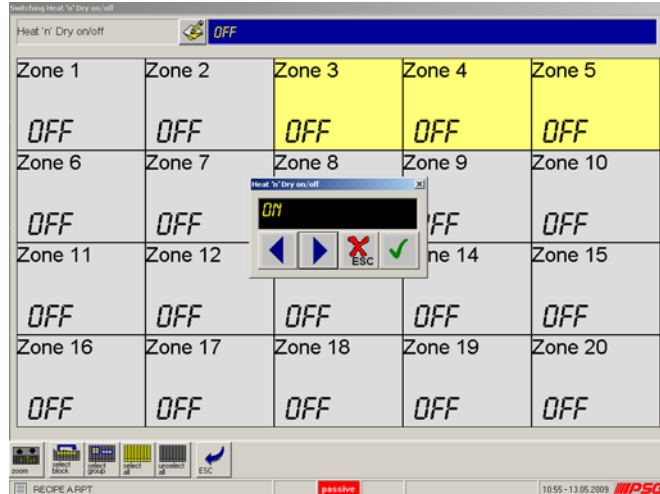 Switching Heat 'n' Dry on/off
Heat 'n' Dry on/off OFF
Zone 1 Zone 2 Zone 3 Zone 4 Zone 5
OFF OFF OFF OFF OFF
Zone 6 Zone 7 Zone 8 Zone 9 Zone 10
Heat 'n' Dry on/off
ON
OFF OFF FF OFF
ESC
Zone 11 Zone 12 ne 14 Zone 15
OFF OFF OFF OFF OFF
Zone 16 Zone 17 Zone 18 Zone 19 Zone 20
OFF OFF OFF OFF OFF
zoom select block select group select all unselect all ESC
RECIPEA.RPT passive 10:55 - 13.05.2009 PSG